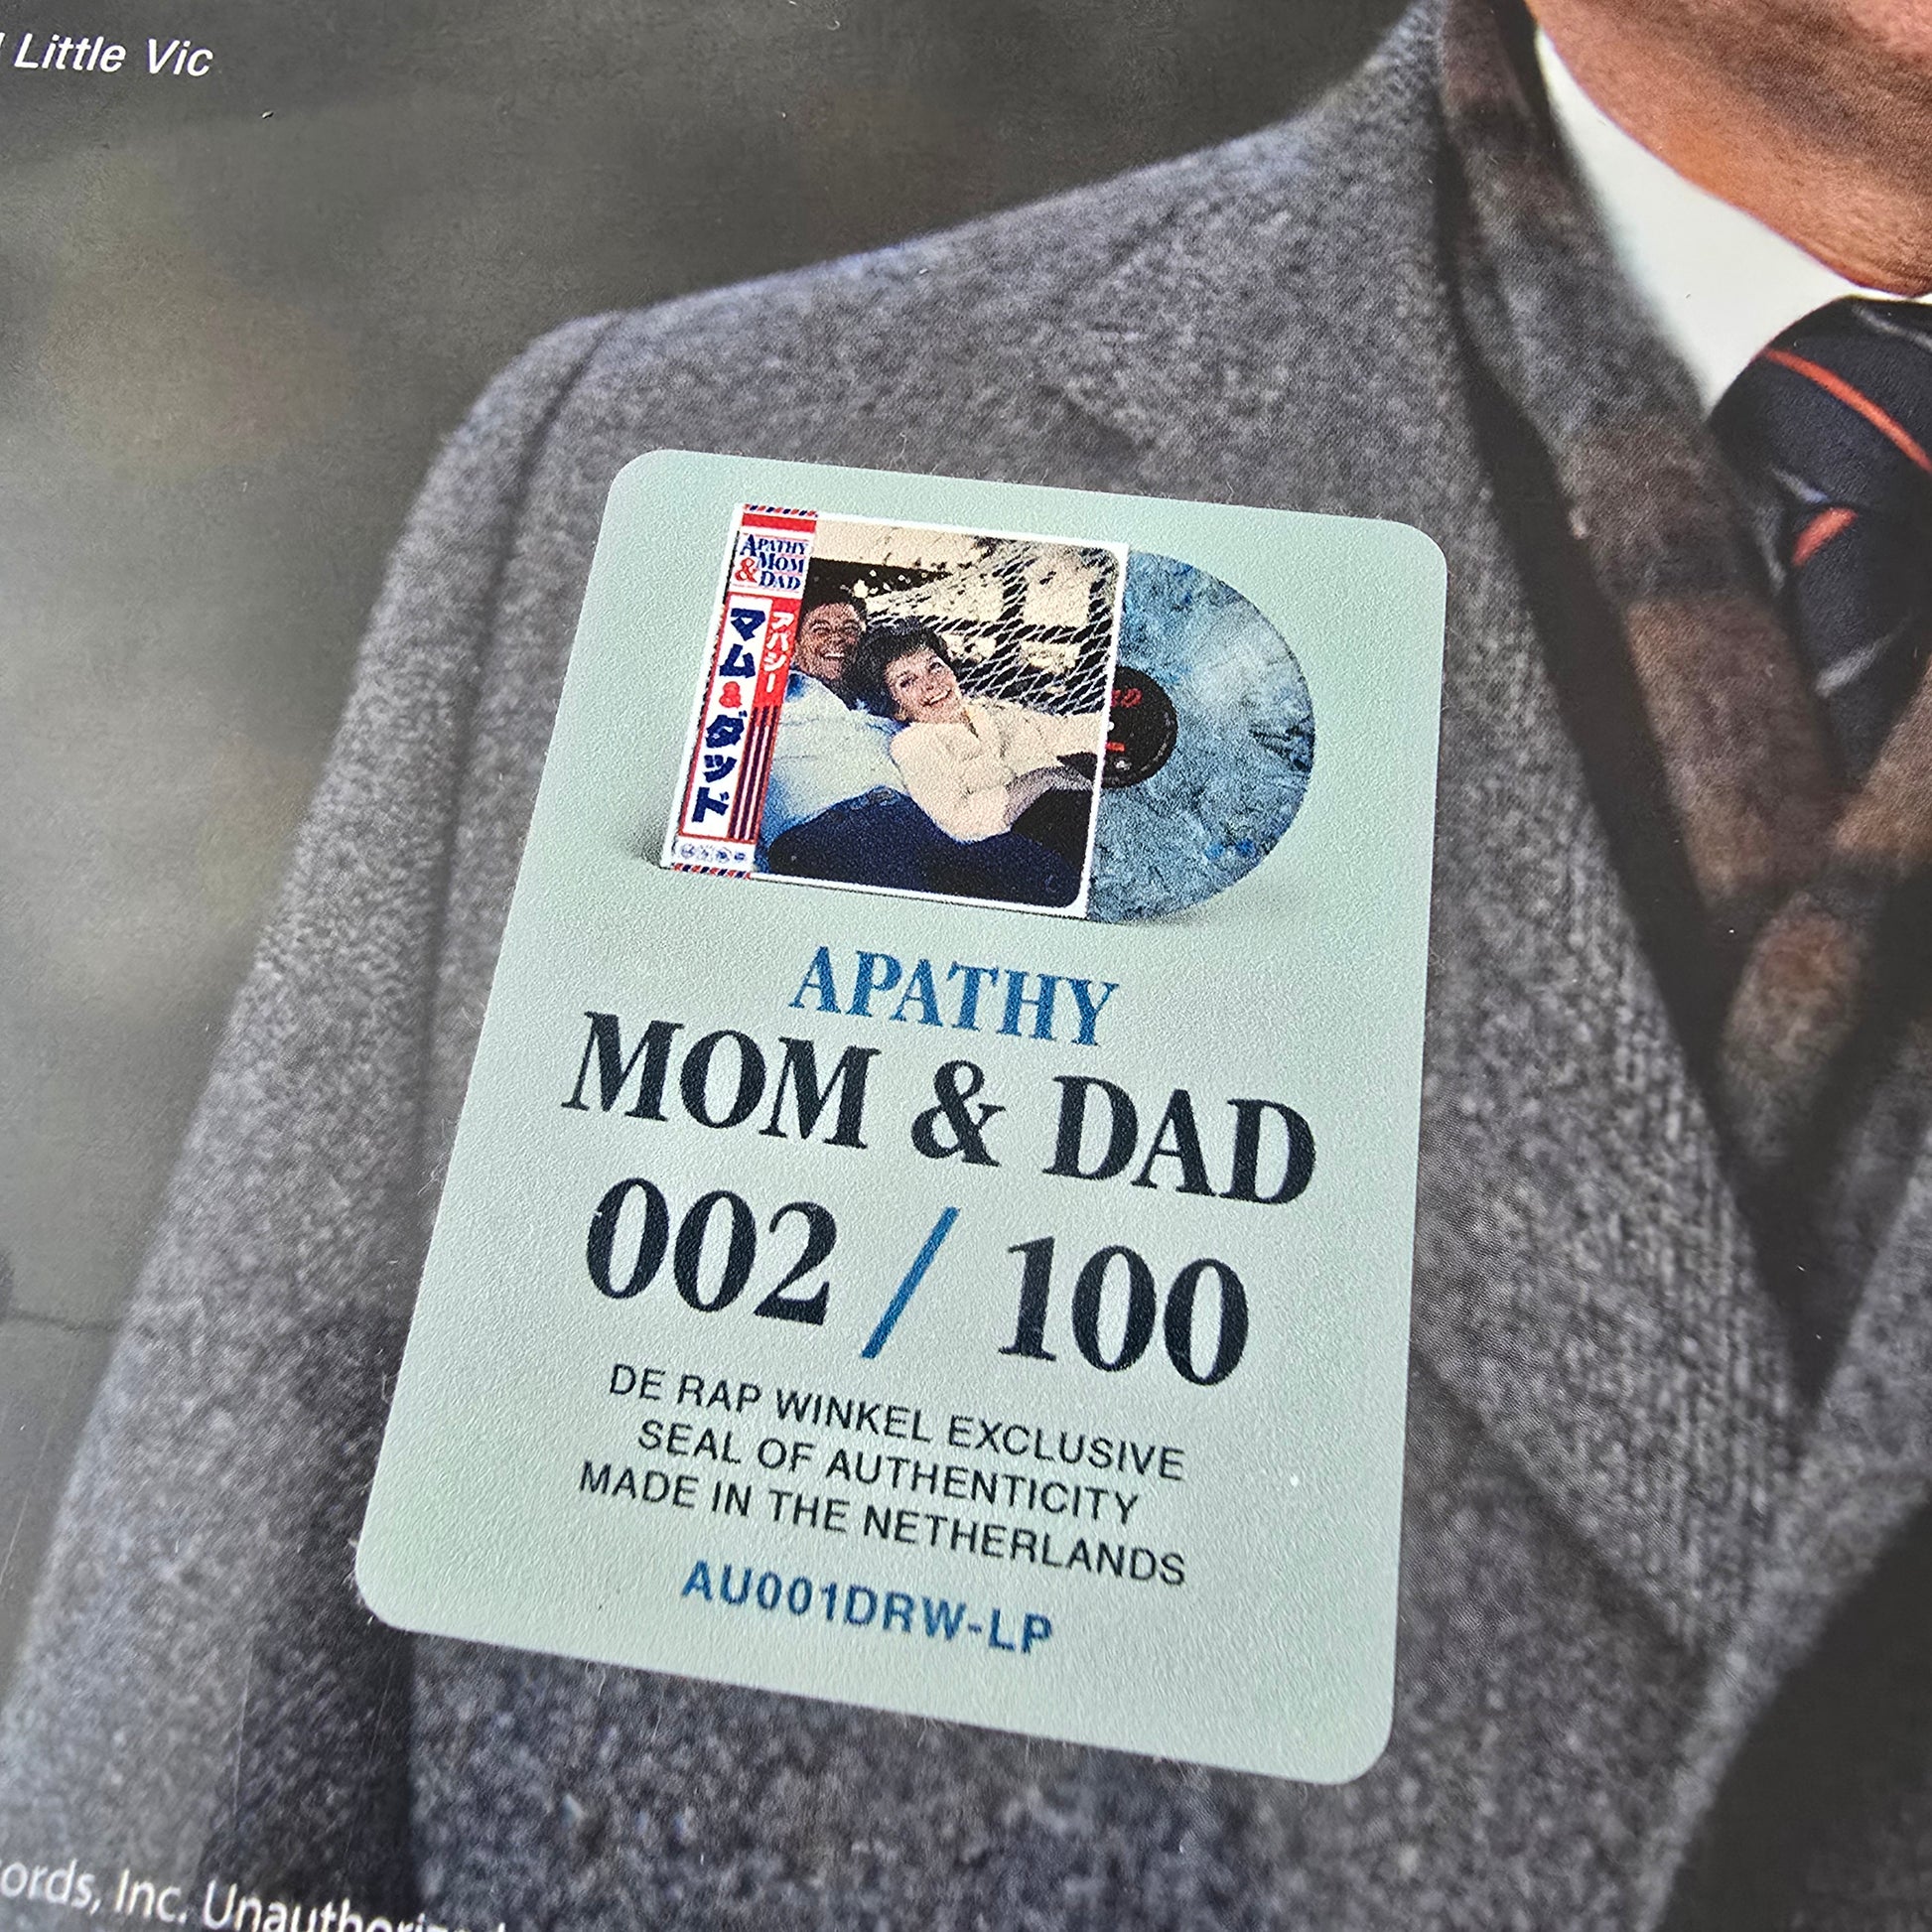 Little Vic
APATHY
MOM
& DAD
アパシー
マム&ダッド
APATHY
MOM & DAD
002 / 100
DE RAP WINKEL EXCLUSIVE
SEAL OF AUTHENTICITY
MADE IN THE NETHERLANDS
AU001DRW-LP
ords, Inc. Unauthorized